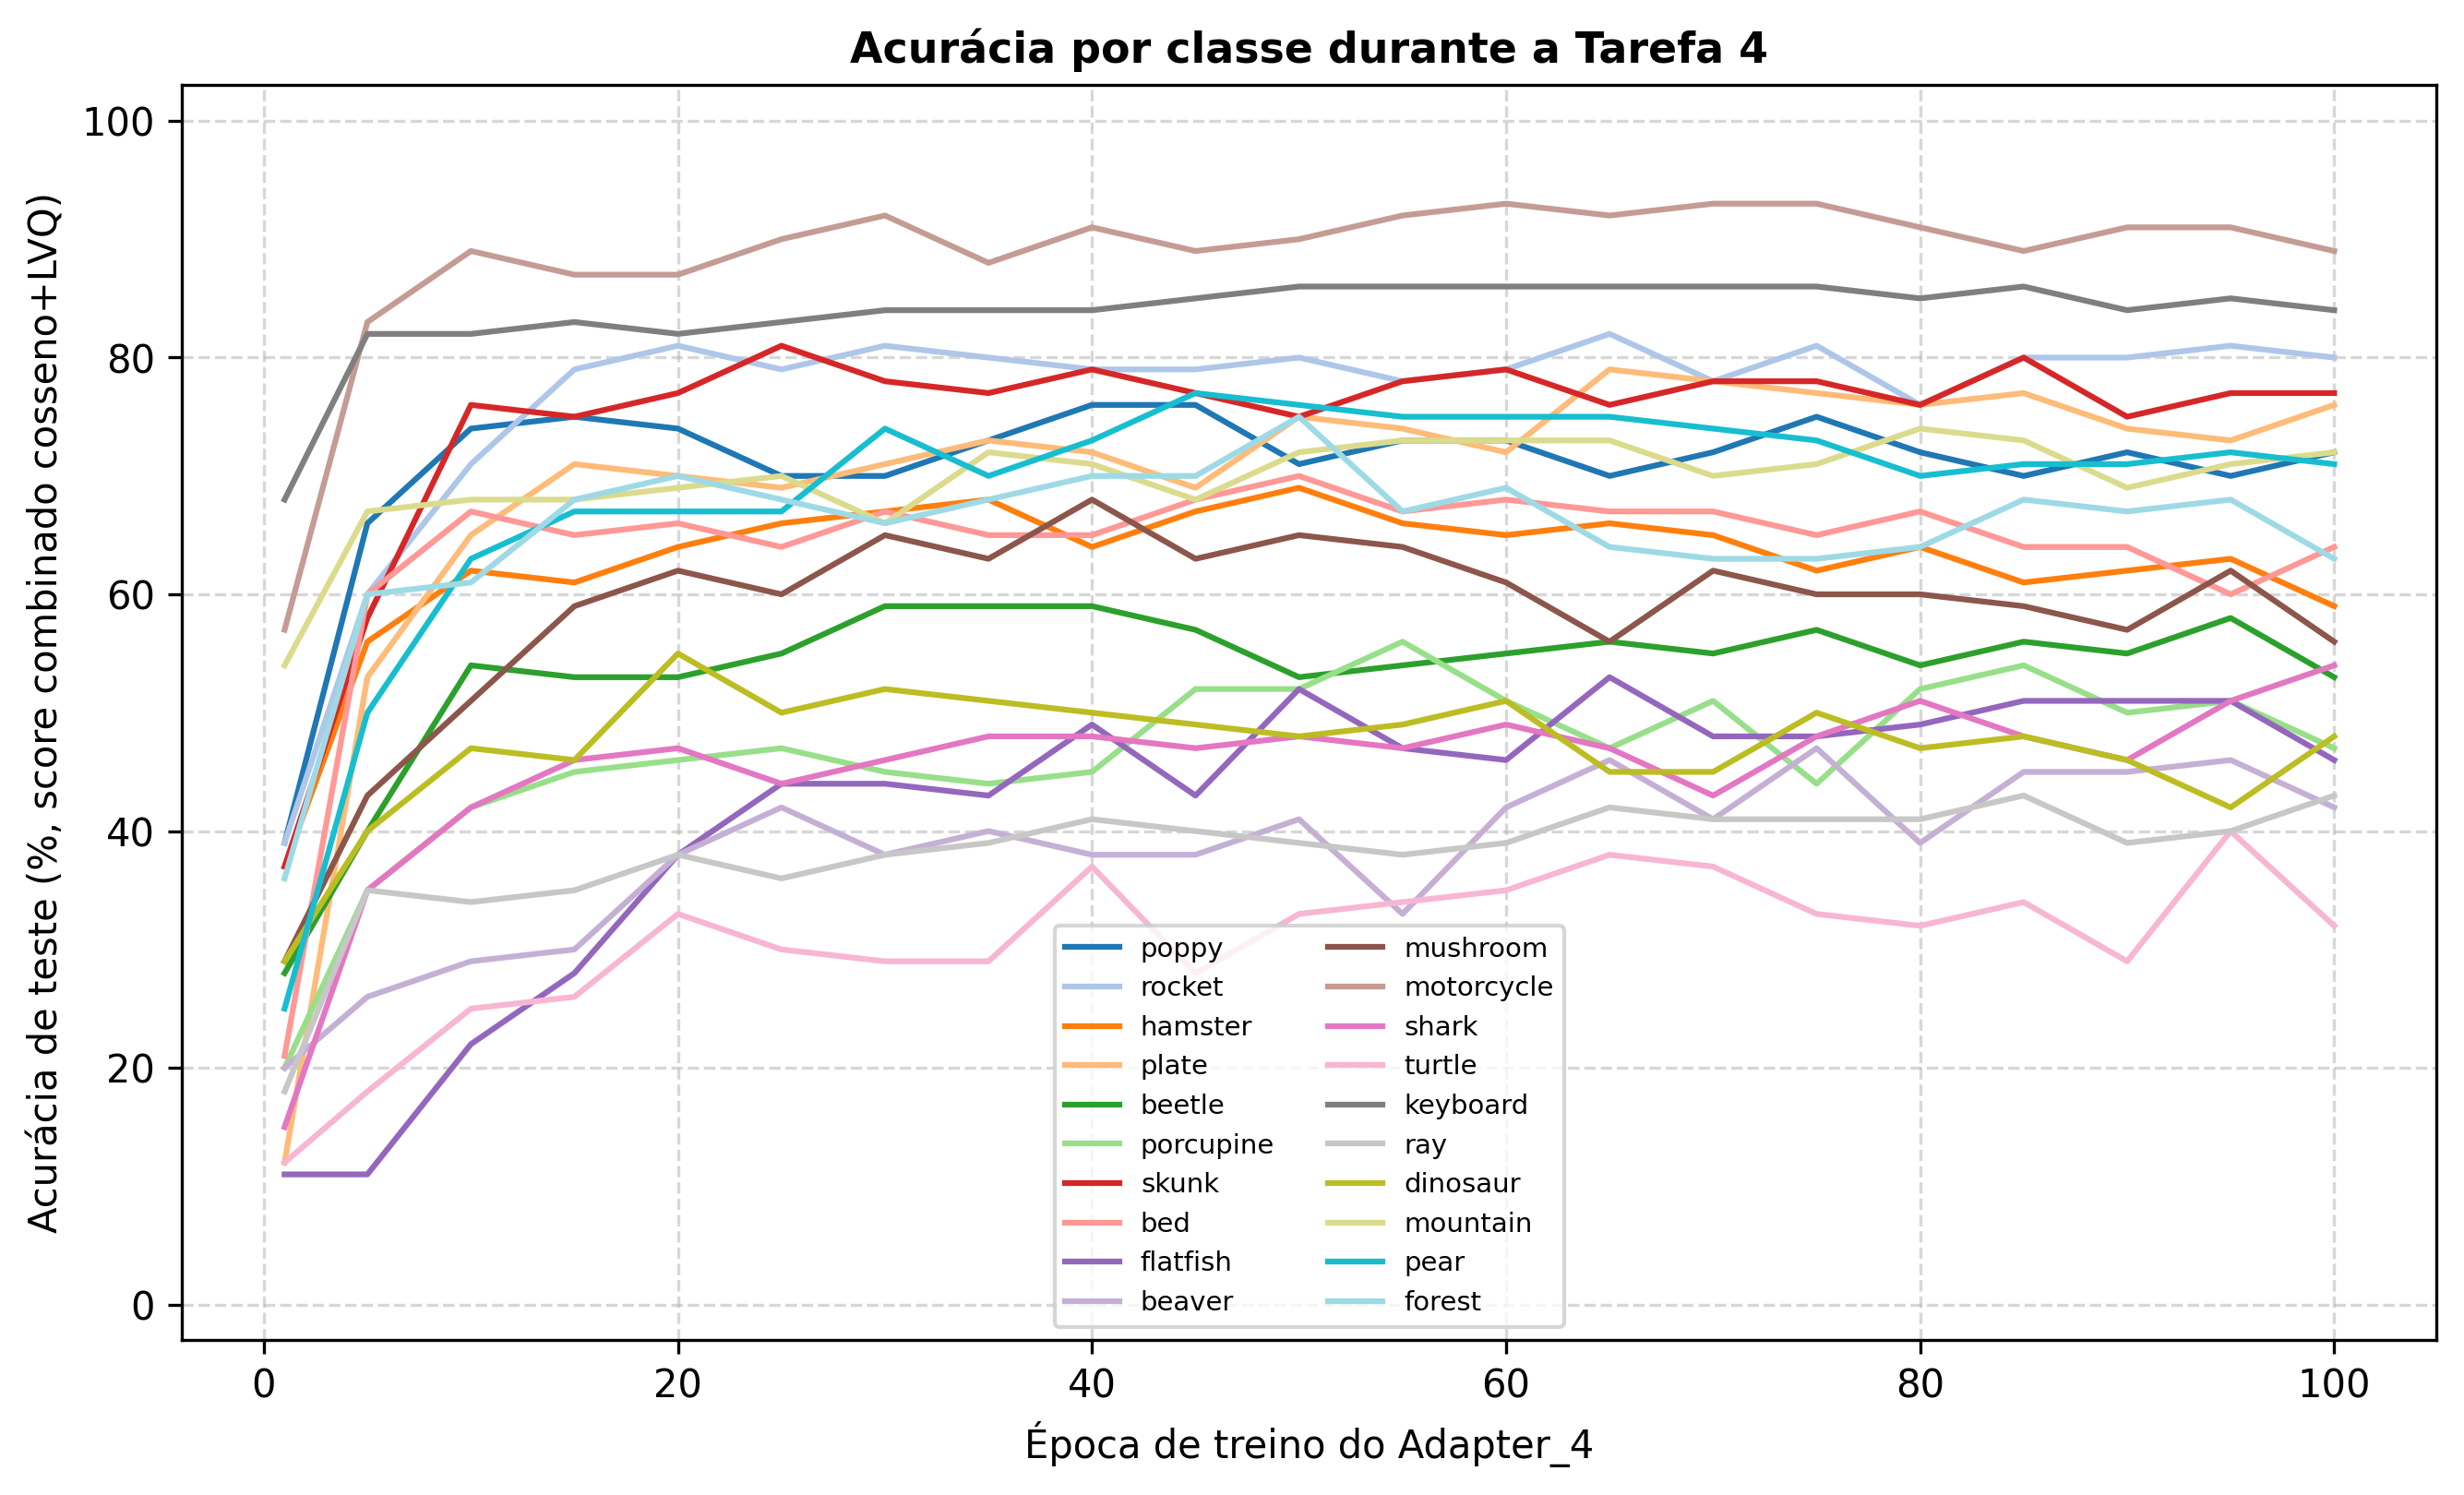 Acurácia por classe durante a Tarefa 4
Acurácia de teste (%, score combinado cosseno+LVQ)
100
80
60
40
20
0
poppy
rocket
hamster
plate
beetle
porcupine
skunk
bed
flatfish
beaver
mushroom
motorcycle
shark
turtle
keyboard
ray
dinosaur
mountain
pear
forest
0 20 40 60 80 100
Época de treino do Adapter_4